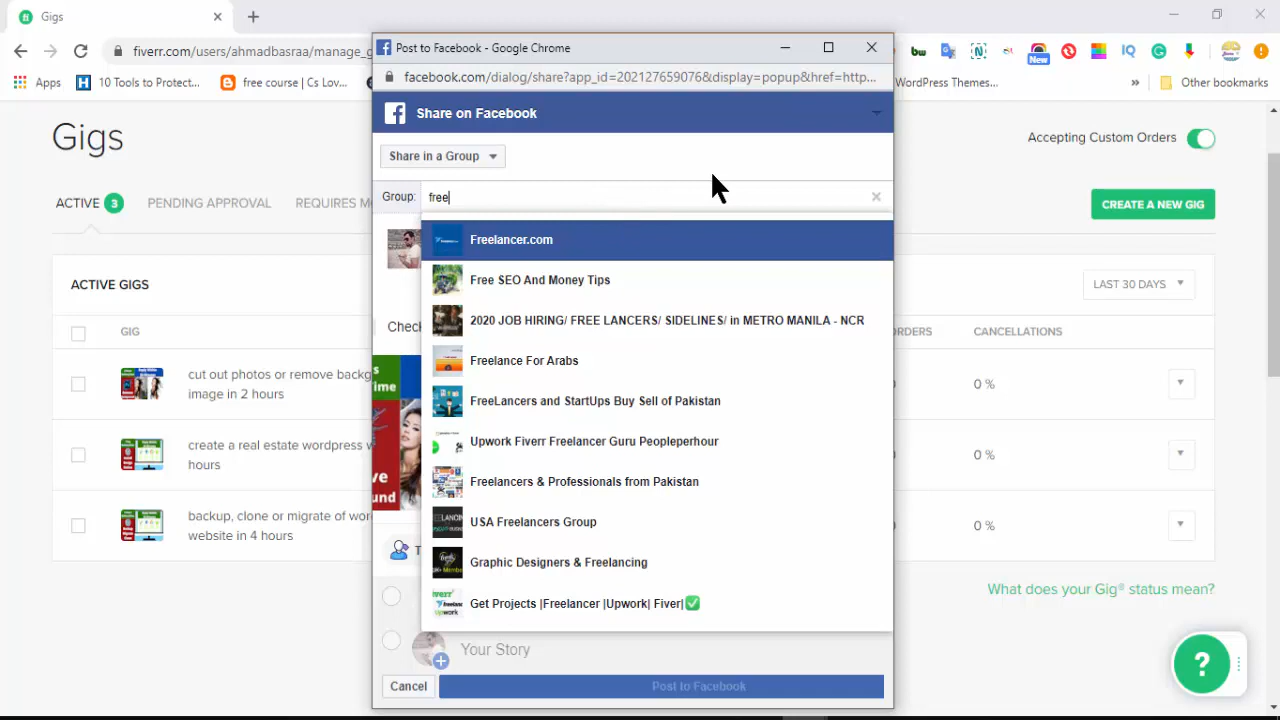 Gigs
Post to Facebook - Google Chrome
fiverr.com/users/ahmadbasraa/manage_g
facebook.com/dialog/share?app_id=202127659076&display=popup&href=http...
New
Apps
10 Tools to Protect...
free course | Cs Lov...
WordPress Themes...
»
Other bookmarks
Share on Facebook
Gigs
Accepting Custom Orders
Share in a Group
Group:
free
ACTIVE 3
PENDING APPROVAL
REQUIRES M
CREATE A NEW GIG
Freelancer.com
Free SEO And Money Tips
2020 JOB HIRING/ FREE LANCERS/ SIDELINES/ in METRO MANILA - NCR
Freelance For Arabs
FreeLancers and StartUps Buy Sell of Pakistan
Upwork Fiverr Freelancer Guru Peopleperhour
Freelancers & Professionals from Pakistan
USA Freelancers Group
Graphic Designers & Freelancing
Get Projects |Freelancer |Upwork| Fiver|✅
ACTIVE GIGS
LAST 30 DAYS
GIG
RDERS
CANCELLATIONS
Check
cut out photos or remove backg
image in 2 hours
0 %
create a real estate wordpress w
hours
0 %
backup, clone or migrate of wor
website in 4 hours
0 %
What does your Gig® status mean?
Your Story
Cancel
Post to Facebook
?